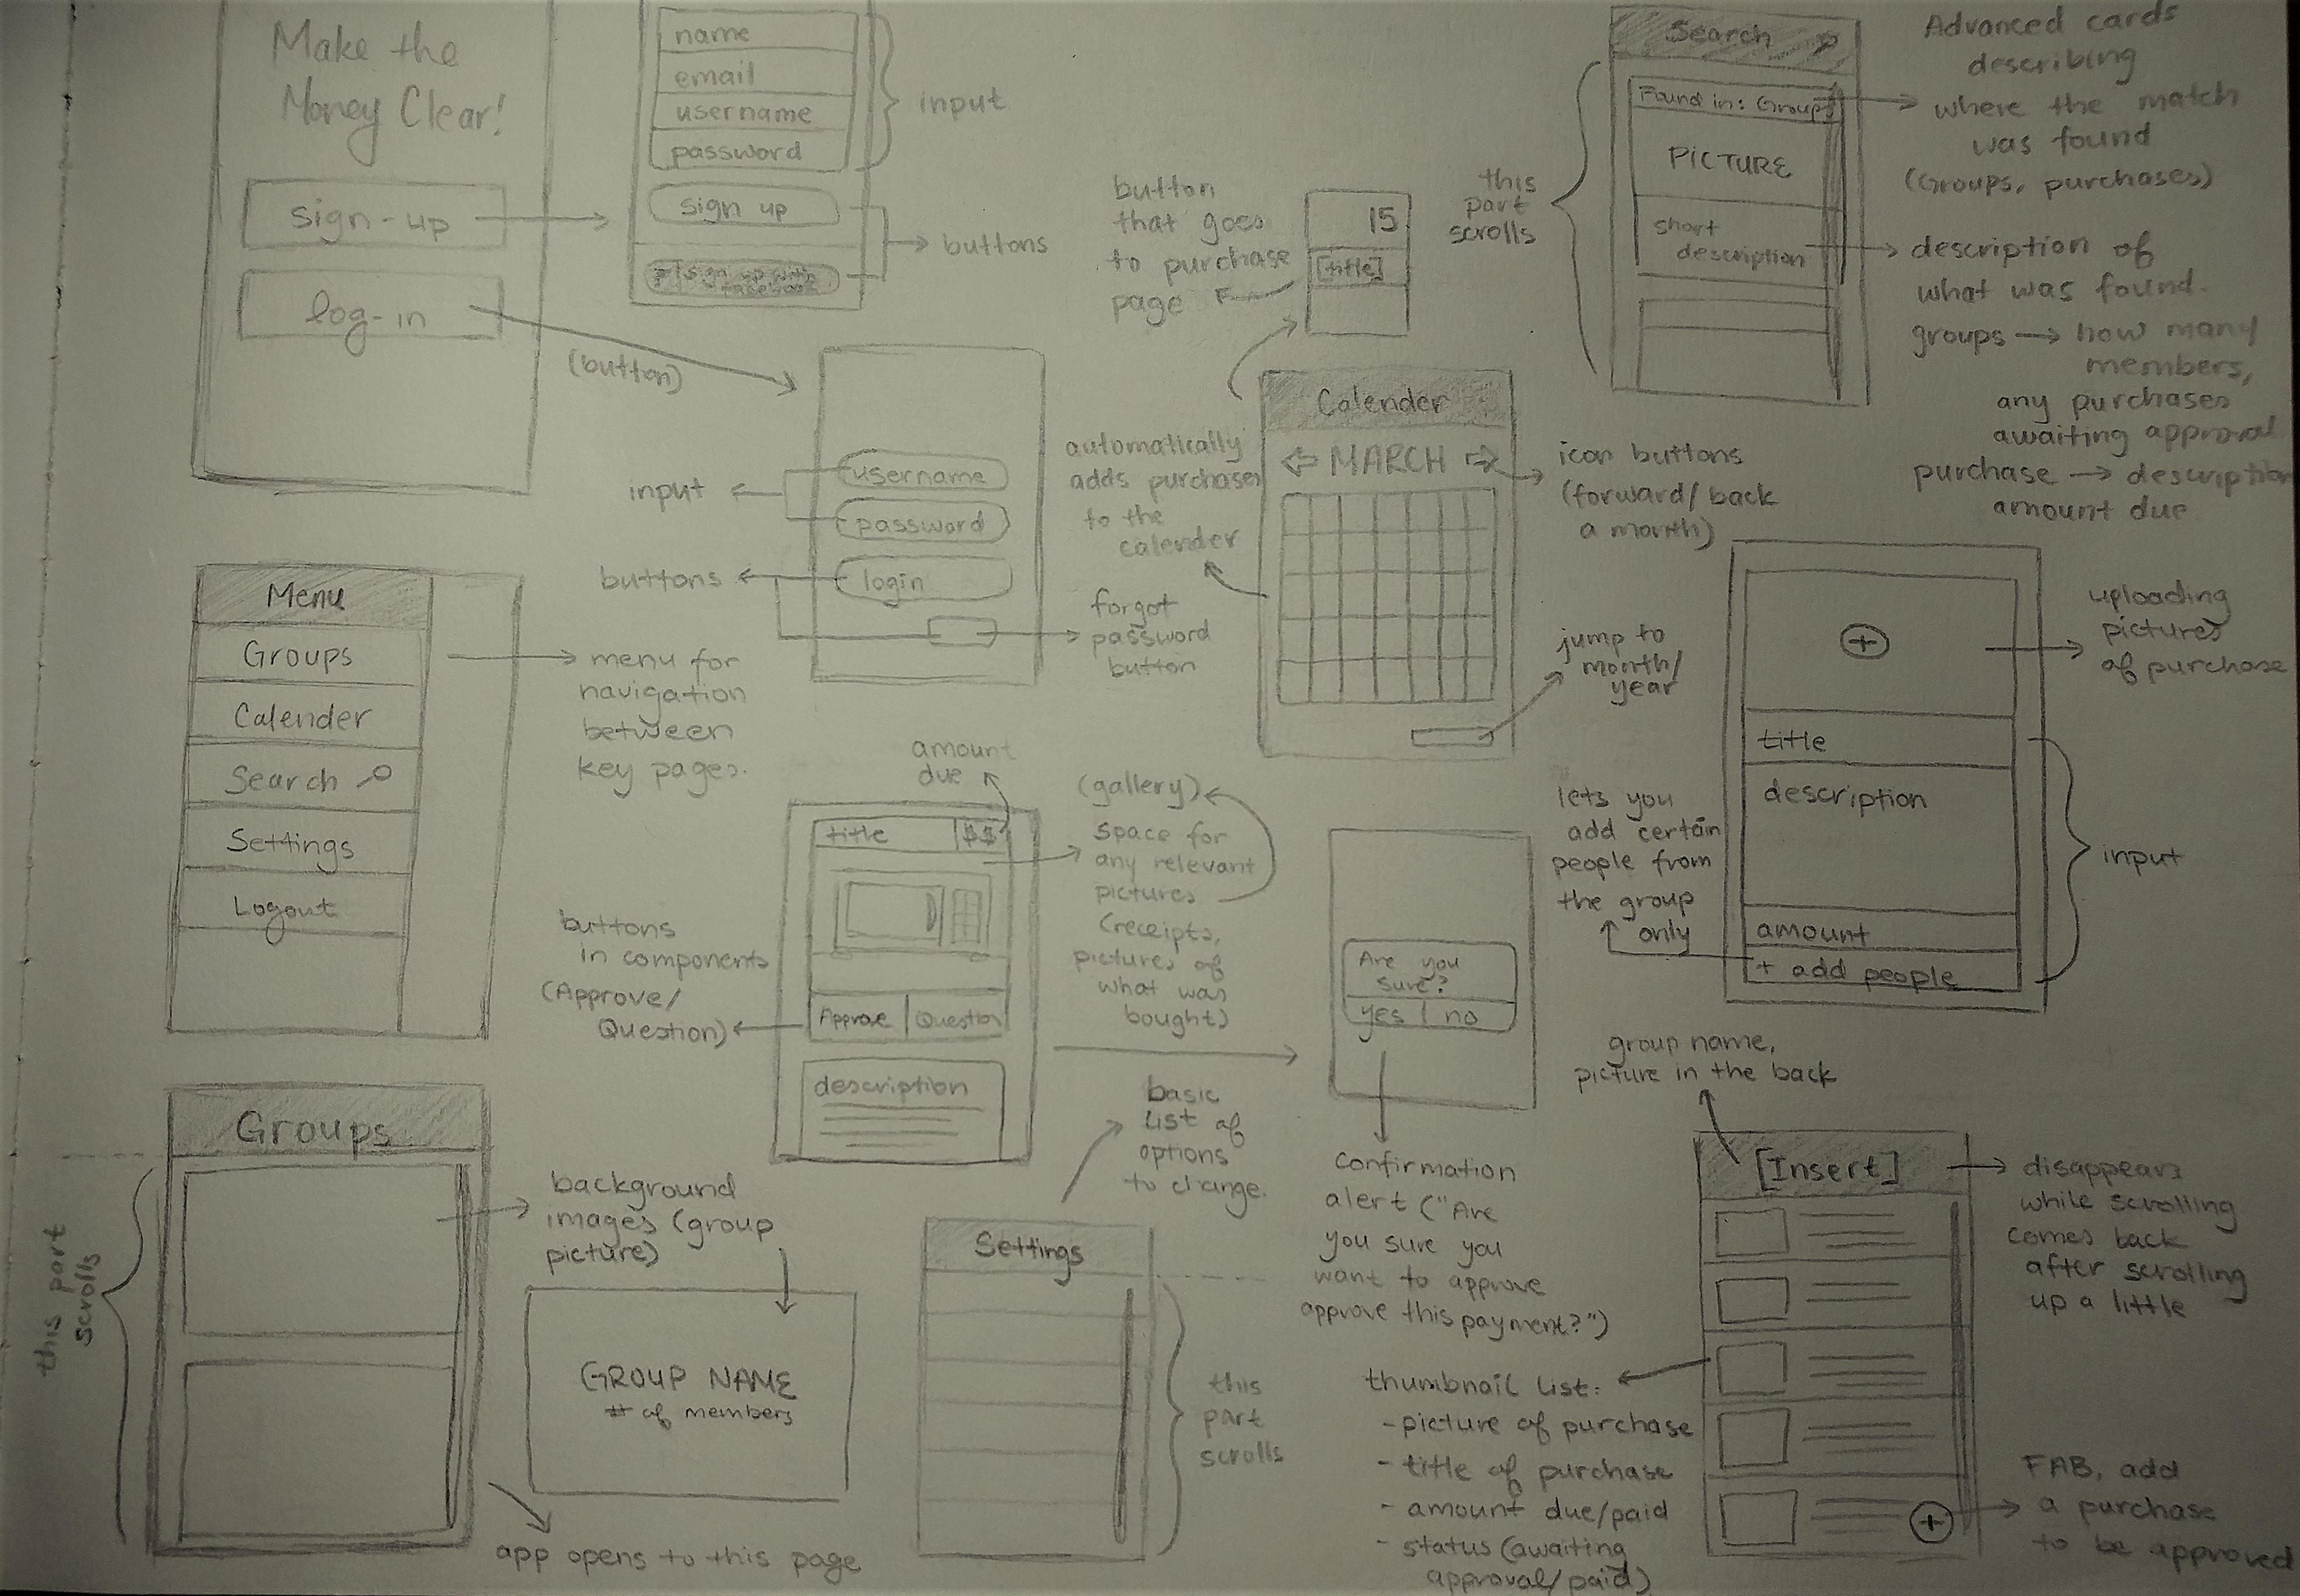 Make the
Money Clear!
sign-up
log-in
(button)
name
email
username
password
input
sign up
sign up with
facebook
buttons
username
password
login
input
buttons
forgot
password
button
button
that goes
to purchase
page
15
[title]
Calender
MARCH
automatically
adds purchases
to the
calender
icon buttons
(forward/back
a month)
jump to
month/
year
Search
this
part
scrolls
Found in: Groups
PICTURE
short
description
Advanced cards
describing
where the match
was found
(Groups, purchases)
description of
what was found.
groups → how many
members,
any purchases
awaiting approval
purchase → description
amount due
Menu
Groups
Calender
Search
Settings
Logout
menu for
navigation
between
key pages.
amount
due
title
$$
Approve
Question
description
buttons
in components
(Approve/
Question)
(gallery)
space for
any relevant
pictures
(receipts,
pictures of
what was
bought)
Are you
sure?
yes | no
confirmation
alert ("Are
you sure you
want to approve
approve this payment?")
title
description
amount
+ add people
uploading
pictures
of purchase
input
lets you
add certain
people from
the group
only
Groups
this part
scrolls
background
images (group
picture)
GROUP NAME
# of members
app opens to this page
basic
list of
options
to change.
Settings
this
part
scrolls
group name,
picture in the back
[Insert]
disappears
while scrolling
comes back
after scrolling
up a little
thumbnail list:
- picture of purchase
- title of purchase
- amount due/paid
- status (awaiting
approval/paid)
FAB, add
a purchase
to be approved